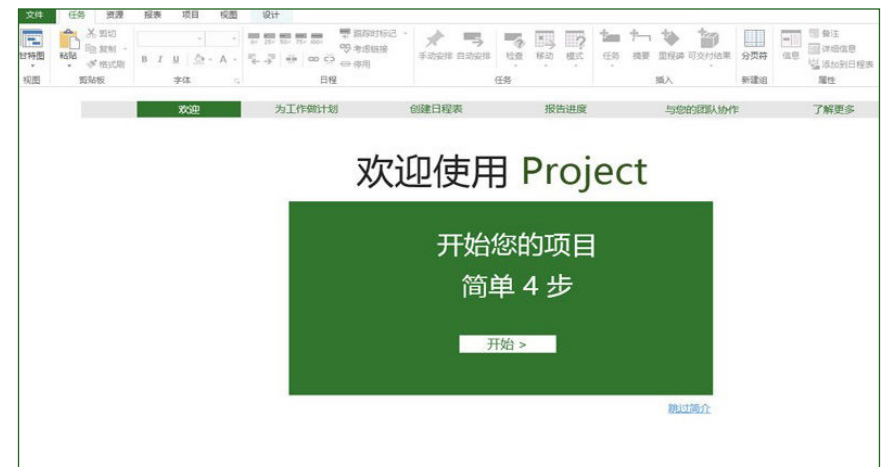 文件 任务 资源 报表 项目 视图 设计
剪切 跟踪时标记 备注
复制 考虑链接 详细信息
甘特图 粘贴 格式刷 B I U A 停用 手动安排 自动安排 检查 移动 模式 任务 摘要 里程碑 可交付结果 分页符 信息 添加到日程表
视图 剪贴板 字体 日程 任务 插入 新建组 属性
欢迎 为工作做计划 创建日程表 报告进度 与您的团队协作 了解更多
欢迎使用 Project
开始您的项目
简单 4 步
开始 >
跳过简介